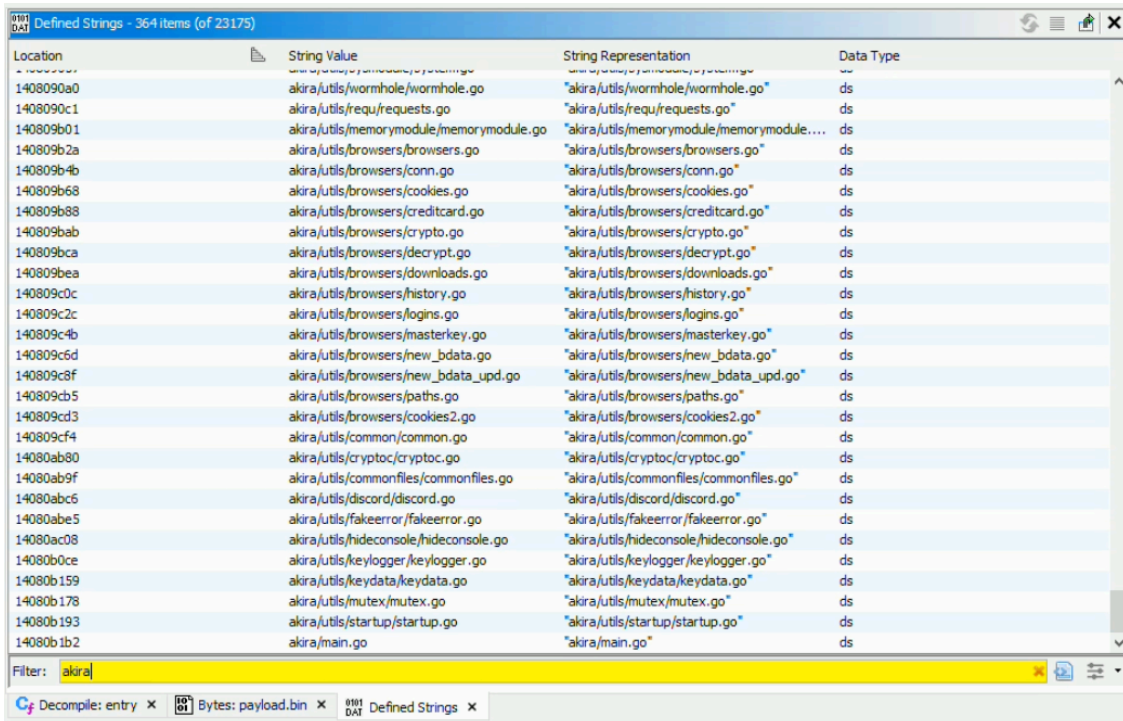 Defined Strings - 364 items (of 23175)
Location String Value String Representation Data Type
1408090a0 akira/utils/wormhole/wormhole.go "akira/utils/wormhole/wormhole.go" ds
1408090c1 akira/utils/requ/requests.go "akira/utils/requ/requests.go" ds
140809b01 akira/utils/memorymodule/memorymodule.go "akira/utils/memorymodule/memorymodule.... ds
140809b2a akira/utils/browsers/browsers.go "akira/utils/browsers/browsers.go" ds
140809b4b akira/utils/browsers/conn.go "akira/utils/browsers/conn.go" ds
140809b68 akira/utils/browsers/cookies.go "akira/utils/browsers/cookies.go" ds
140809b88 akira/utils/browsers/creditcard.go "akira/utils/browsers/creditcard.go" ds
140809bab akira/utils/browsers/crypto.go "akira/utils/browsers/crypto.go" ds
140809bca akira/utils/browsers/decrypt.go "akira/utils/browsers/decrypt.go" ds
140809bea akira/utils/browsers/downloads.go "akira/utils/browsers/downloads.go" ds
140809c0c akira/utils/browsers/history.go "akira/utils/browsers/history.go" ds
140809c2c akira/utils/browsers/logins.go "akira/utils/browsers/logins.go" ds
140809c4b akira/utils/browsers/masterkey.go "akira/utils/browsers/masterkey.go" ds
140809c6d akira/utils/browsers/new_bdata.go "akira/utils/browsers/new_bdata.go" ds
140809c8f akira/utils/browsers/new_bdata_upd.go "akira/utils/browsers/new_bdata_upd.go" ds
140809cb5 akira/utils/browsers/paths.go "akira/utils/browsers/paths.go" ds
140809cd3 akira/utils/browsers/cookies2.go "akira/utils/browsers/cookies2.go" ds
140809cf4 akira/utils/common/common.go "akira/utils/common/common.go" ds
14080ab80 akira/utils/cryptoc/cryptoc.go "akira/utils/cryptoc/cryptoc.go" ds
14080ab9f akira/utils/commonfiles/commonfiles.go "akira/utils/commonfiles/commonfiles.go" ds
14080abc6 akira/utils/discord/discord.go "akira/utils/discord/discord.go" ds
14080abe5 akira/utils/fakeerror/fakeerror.go "akira/utils/fakeerror/fakeerror.go" ds
14080ac08 akira/utils/hideconsole/hideconsole.go "akira/utils/hideconsole/hideconsole.go" ds
14080b0ce akira/utils/keylogger/keylogger.go "akira/utils/keylogger/keylogger.go" ds
14080b159 akira/utils/keydata/keydata.go "akira/utils/keydata/keydata.go" ds
14080b178 akira/utils/mutex/mutex.go "akira/utils/mutex/mutex.go" ds
14080b193 akira/utils/startup/startup.go "akira/utils/startup/startup.go" ds
14080b1b2 akira/main.go "akira/main.go" ds
Filter: akira
Decompile: entry Bytes: payload.bin Defined Strings